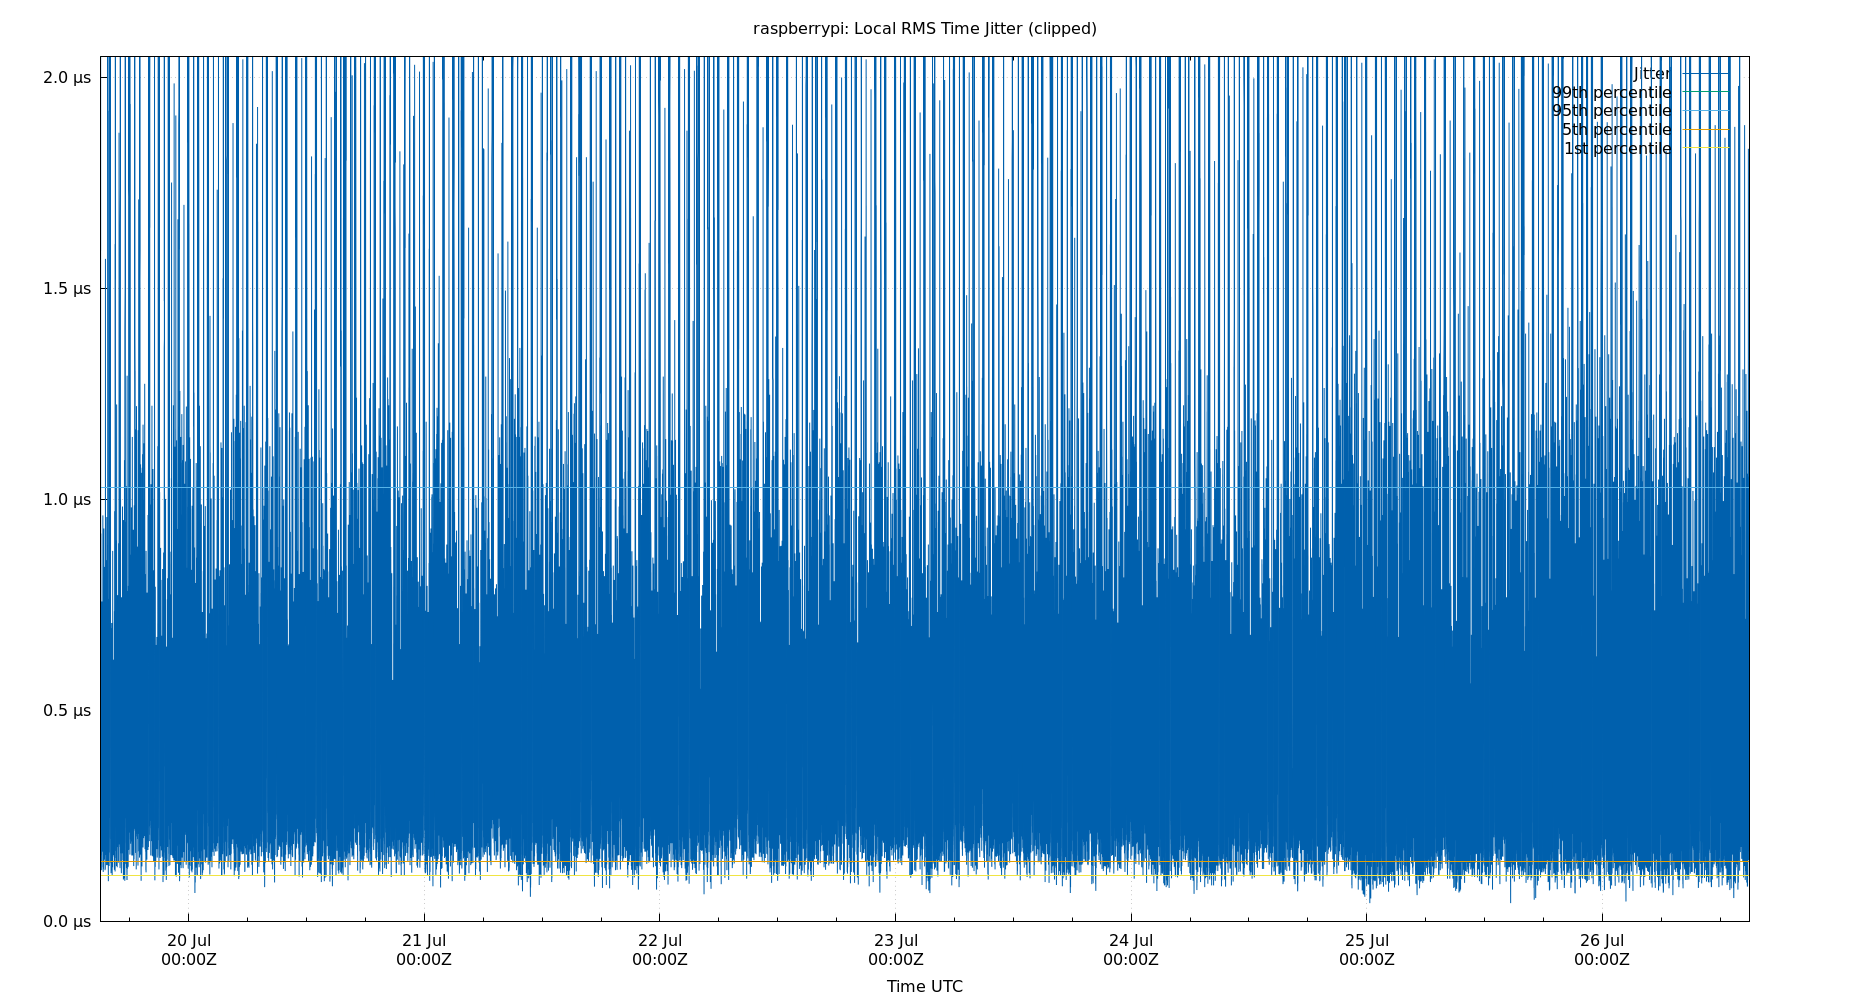 raspberrypi: Local RMS Time Jitter (clipped)
2.0 µs
1.5 µs
1.0 µs
0.5 µs
0.0 µs
Jitter
99th percentile
95th percentile
5th percentile
1st percentile
20 Jul 21 Jul 22 Jul 23 Jul 24 Jul 25 Jul 26 Jul
00:00Z 00:00Z 00:00Z 00:00Z 00:00Z 00:00Z 00:00Z
Time UTC